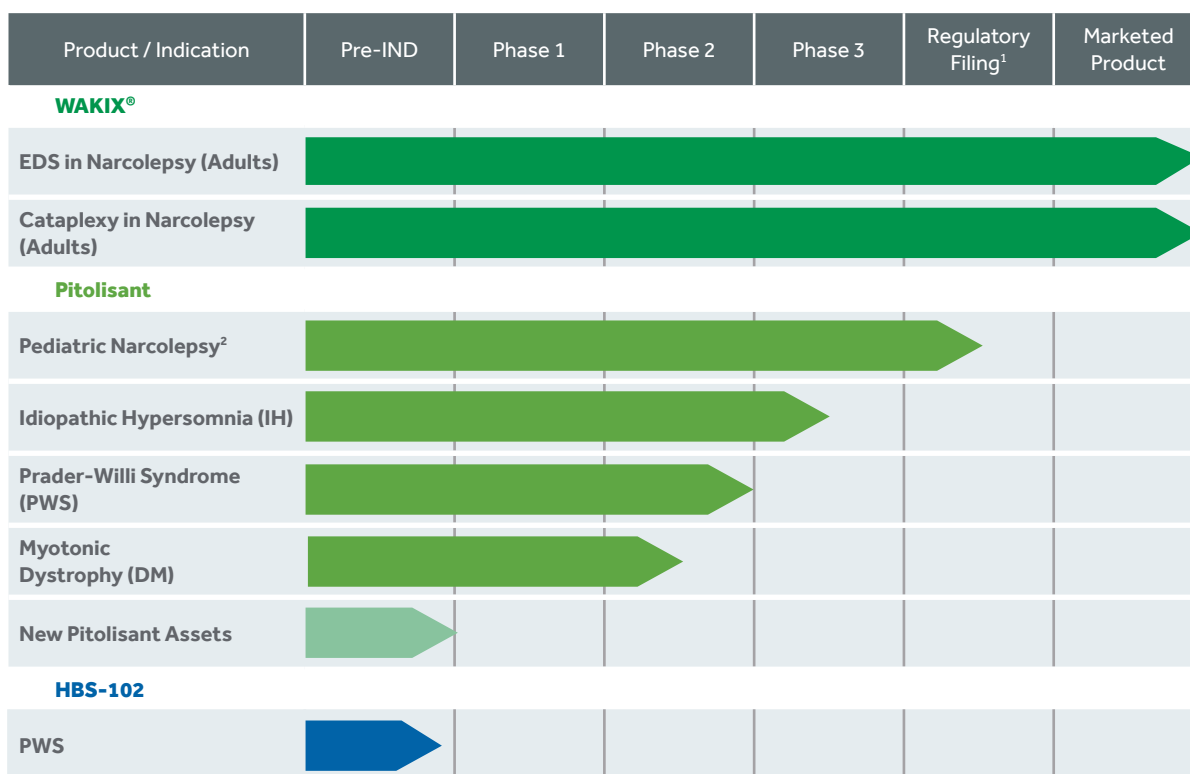 Product / Indication
Pre-IND
Phase 1
Phase 2
Phase 3
Regulatory
Filing¹
Marketed
Product
WAKIX®
EDS in Narcolepsy (Adults)
Cataplexy in Narcolepsy
(Adults)
Pitolisant
Pediatric Narcolepsy²
Idiopathic Hypersomnia (IH)
Prader-Willi Syndrome
(PWS)
Myotonic
Dystrophy (DM)
New Pitolisant Assets
HBS-102
PWS